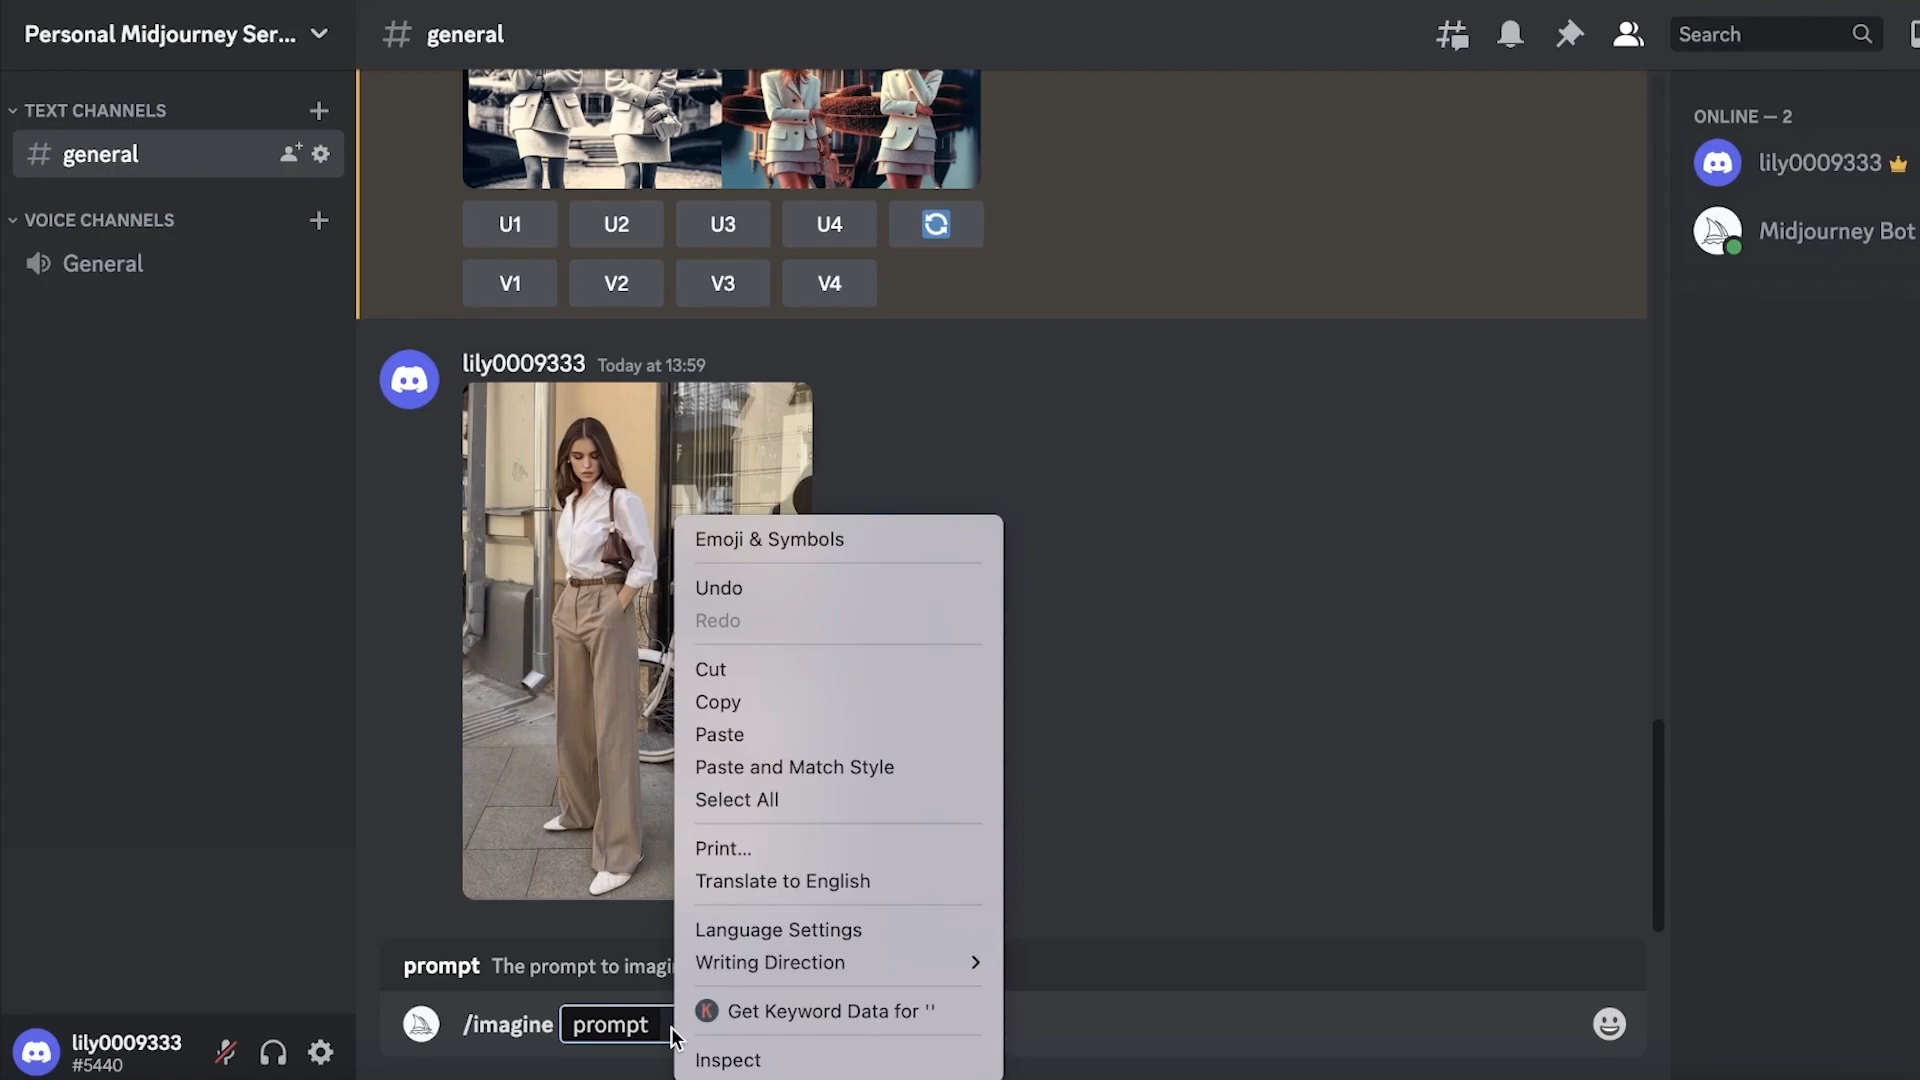 Personal Midjourney Ser...
general
Search
TEXT CHANNELS
general
VOICE CHANNELS
General
U1
U2
U3
U4
V1
V2
V3
V4
lily0009333 Today at 13:59
Emoji & Symbols
Undo
Redo
Cut
Copy
Paste
Paste and Match Style
Select All
Print...
Translate to English
Language Settings
Writing Direction
K Get Keyword Data for ''
Inspect
prompt The prompt to imagi
/imagine prompt
lily0009333
#5440
ONLINE — 2
lily0009333
Midjourney Bot